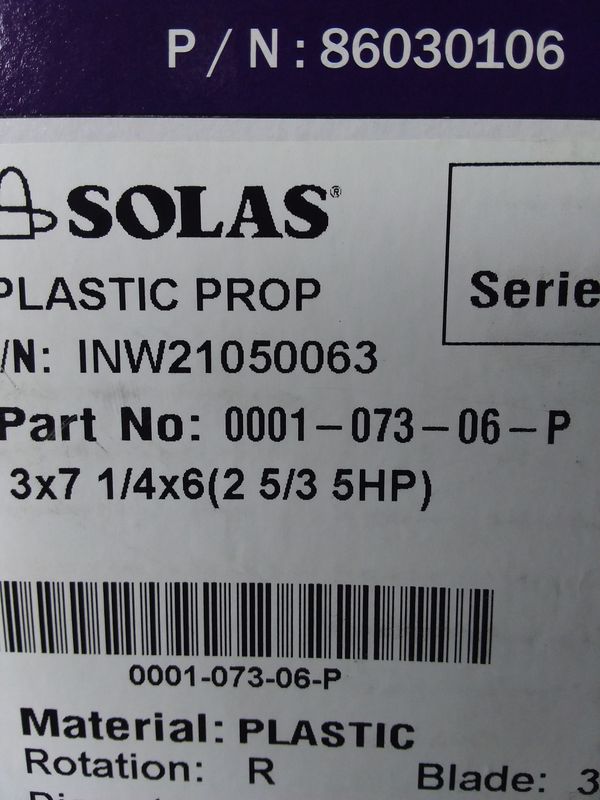 P/N:86030106
SOLAS®
PLASTIC PROP
Serie
/N: INW21050063
Part No: 0001-073-06-P
3x7 1/4x6(2 5/3 5HP)
0001-073-06-P
Material: PLASTIC
Rotation: R
Blade: 3